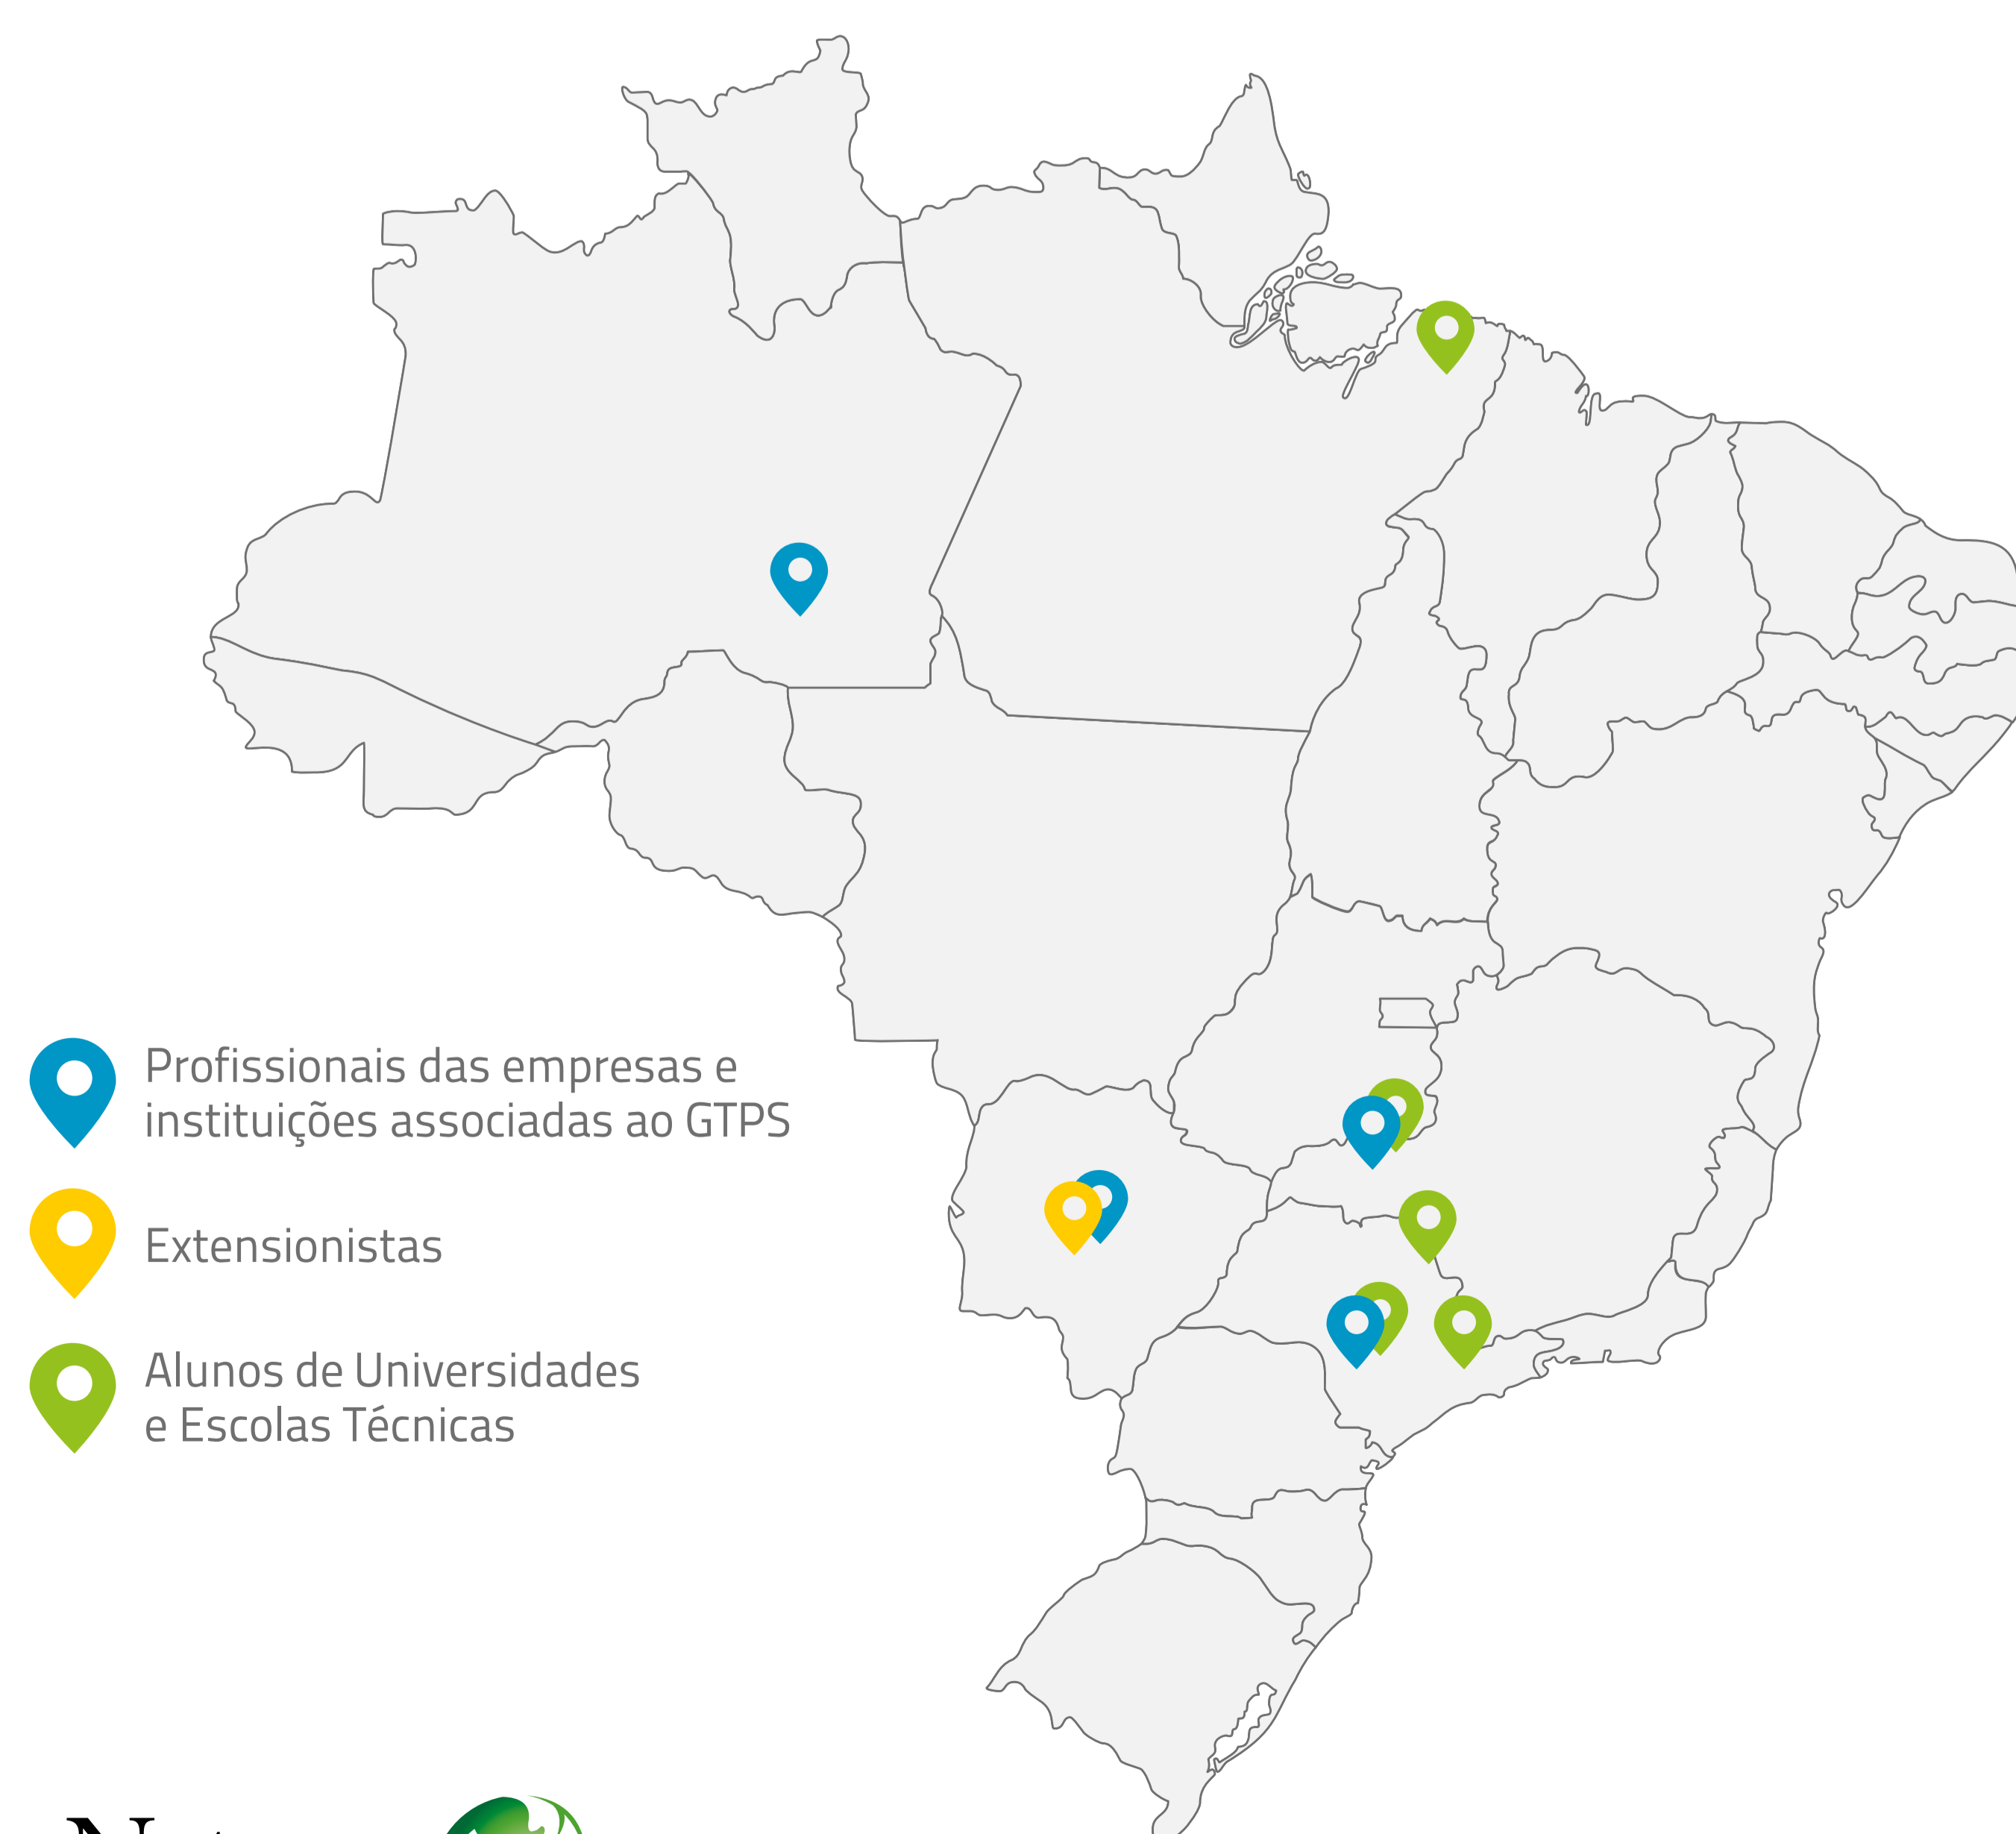 Profissionais das empresas e
instituições associadas ao GTPS
Extensionistas
Alunos de Universidades
e Escolas Técnicas